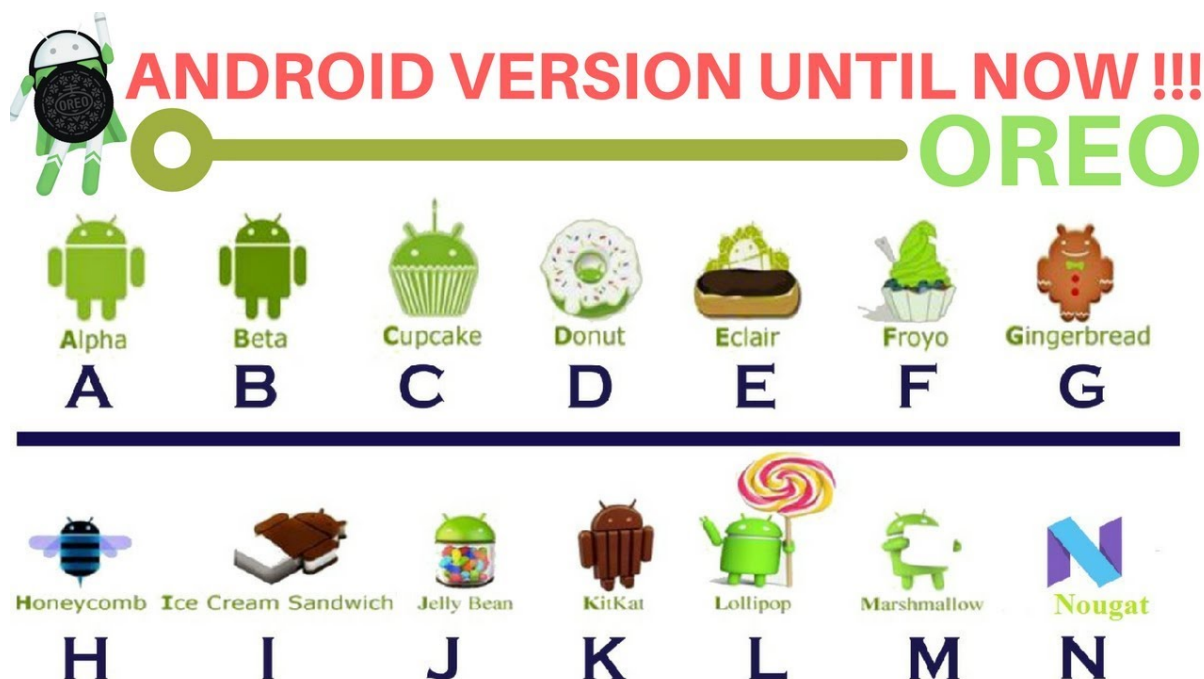 ANDROID VERSION UNTIL NOW !!!
OREO
OREO
Alpha Beta Cupcake Donut Eclair Froyo Gingerbread
A B C D E F G
Honeycomb Ice Cream Sandwich Jelly Bean KitKat Lollipop Marshmallow Nougat
H I J K L M N